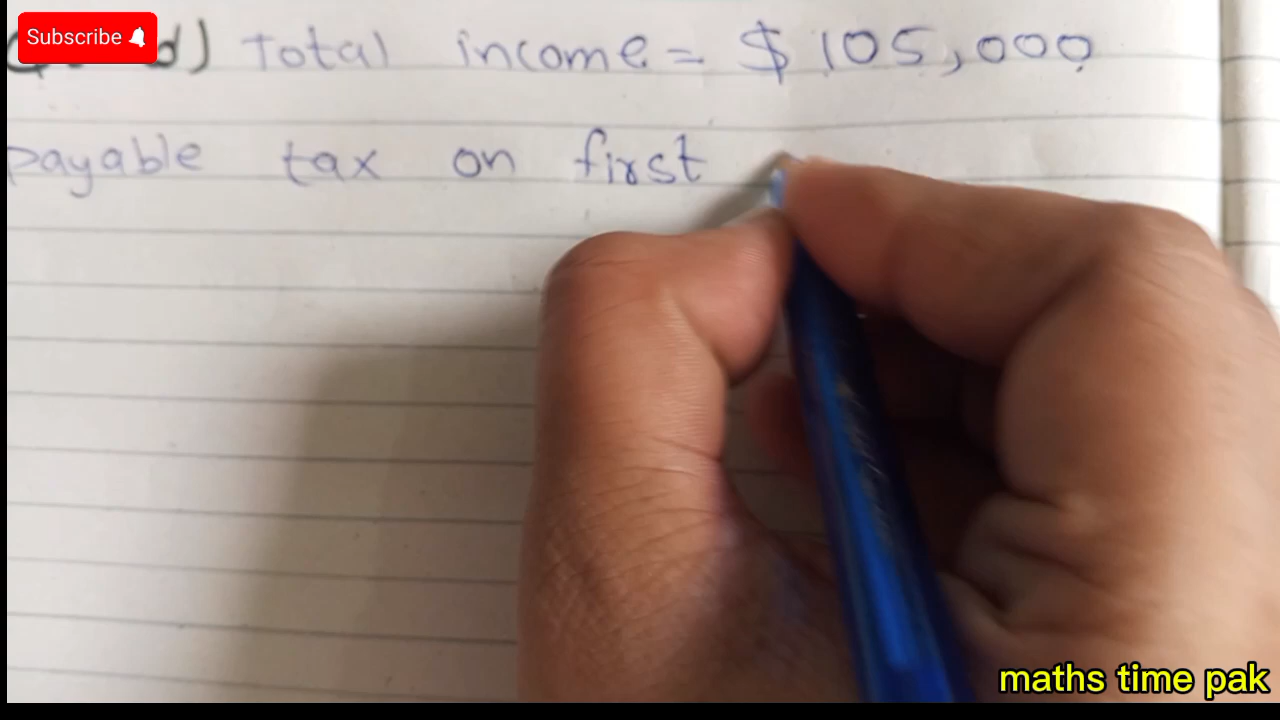 Subscribe
d) Total income = $ 105,000
payable tax on first
maths time pak